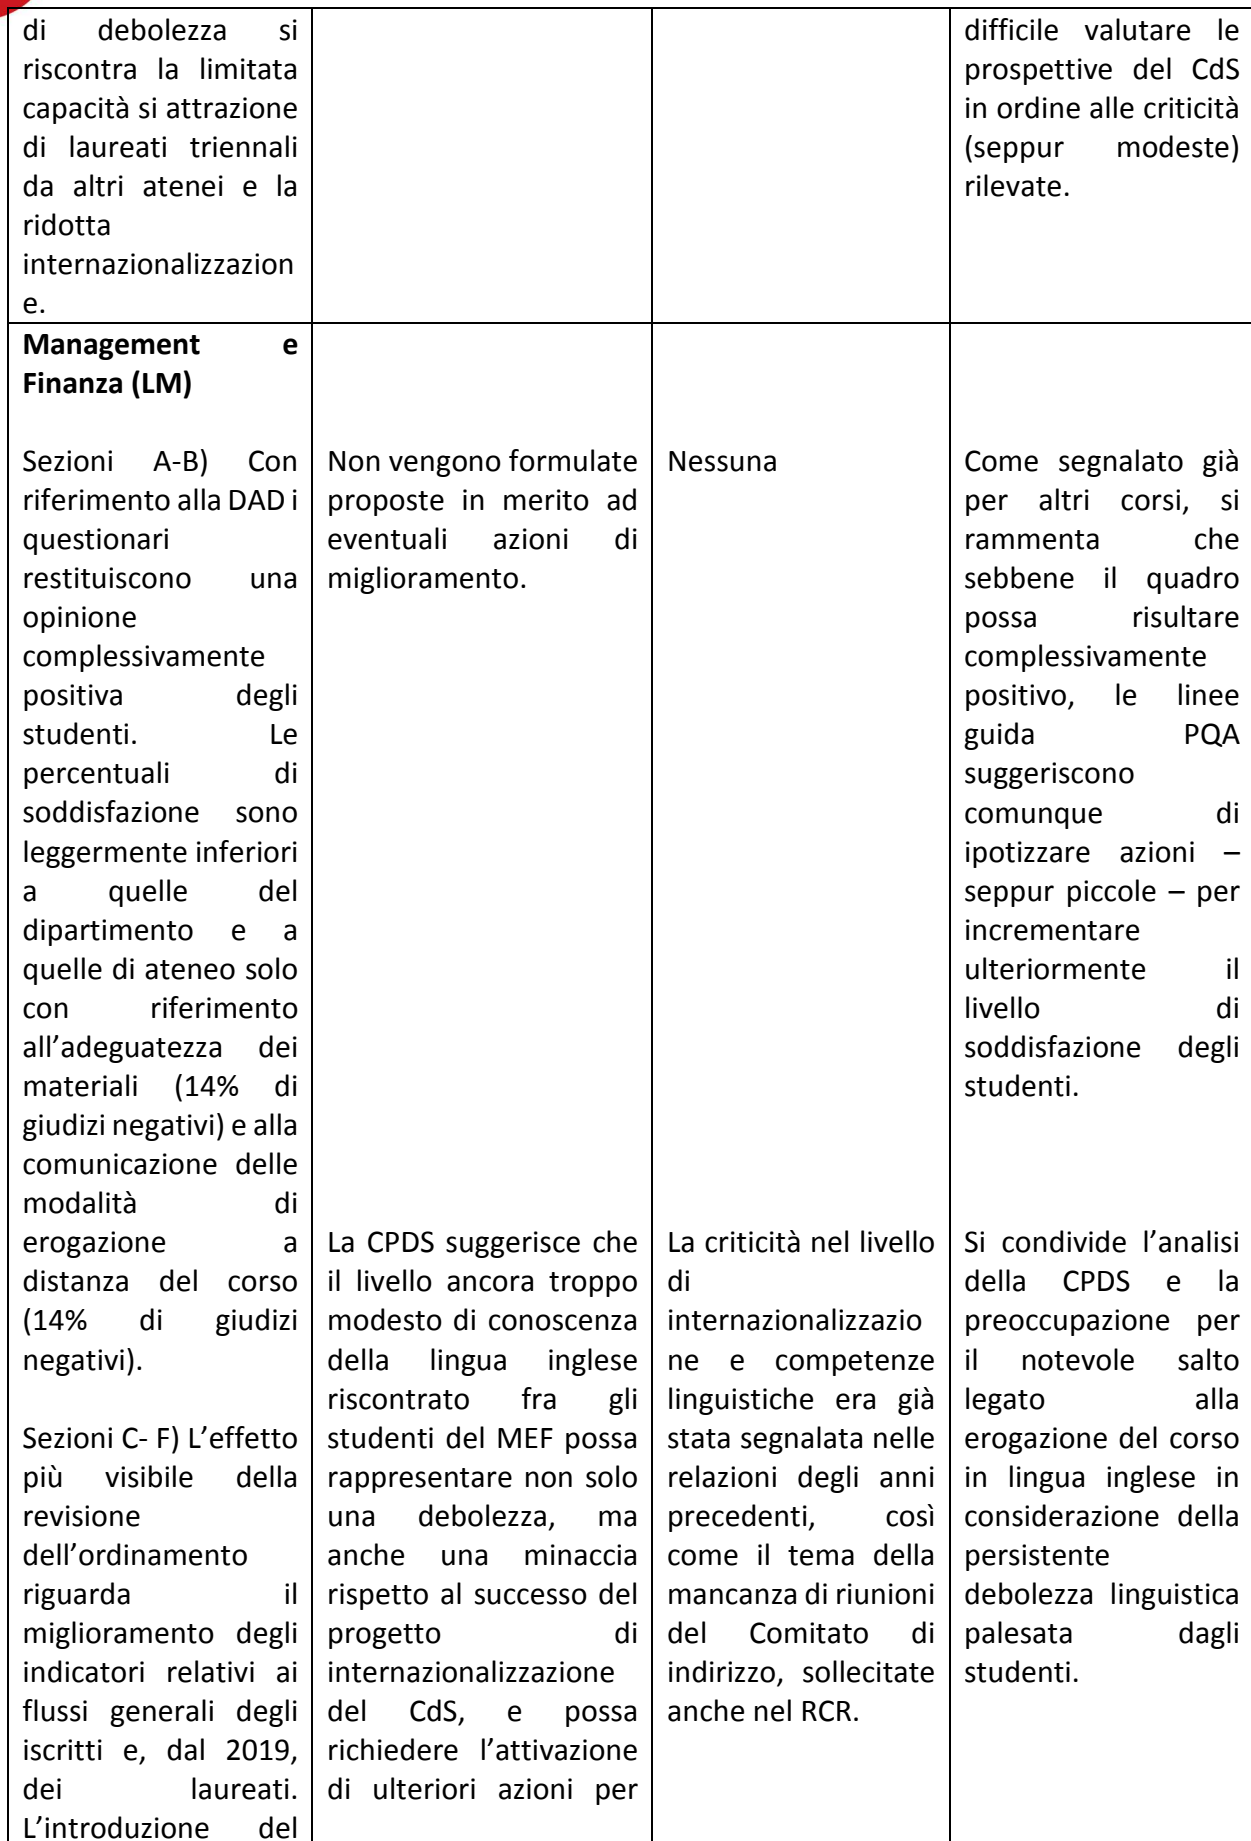 di debolezza si
riscontra la limitata
capacità si attrazione
di laureati triennali
da altri atenei e la
ridotta
internazionalizzazion
e.
difficile valutare le
prospettive del CdS
in ordine alle criticità
(seppur modeste)
rilevate.
Management e
Finanza (LM)
Sezioni A-B) Con
riferimento alla DAD i
questionari
restituiscono una
opinione
complessivamente
positiva degli
studenti. Le
percentuali di
soddisfazione sono
leggermente inferiori
a quelle del
dipartimento e a
quelle di ateneo solo
con riferimento
all’adeguatezza dei
materiali (14% di
giudizi negativi) e alla
comunicazione delle
modalità di
erogazione a
distanza del corso
(14% di giudizi
negativi).
Sezioni C- F) L’effetto
più visibile della
revisione
dell’ordinamento
riguarda il
miglioramento degli
indicatori relativi ai
flussi generali degli
iscritti e, dal 2019,
dei laureati.
L’introduzione del
Non vengono formulate
proposte in merito ad
eventuali azioni di
miglioramento.
La CPDS suggerisce che
il livello ancora troppo
modesto di conoscenza
della lingua inglese
riscontrato fra gli
studenti del MEF possa
rappresentare non solo
una debolezza, ma
anche una minaccia
rispetto al successo del
progetto di
internazionalizzazione
del CdS, e possa
richiedere l’attivazione
di ulteriori azioni per
Nessuna
La criticità nel livello
di
internazionalizzazio
ne e competenze
linguistiche era già
stata segnalata nelle
relazioni degli anni
precedenti, così
come il tema della
mancanza di riunioni
del Comitato di
indirizzo, sollecitate
anche nel RCR.
Come segnalato già
per altri corsi, si
rammenta che
sebbene il quadro
possa risultare
complessivamente
positivo, le linee
guida PQA
suggeriscono
comunque di
ipotizzare azioni –
seppur piccole – per
incrementare
ulteriormente il
livello di
soddisfazione degli
studenti.
Si condivide l’analisi
della CPDS e la
preoccupazione per
il notevole salto
legato alla
erogazione del corso
in lingua inglese in
considerazione della
persistente
debolezza linguistica
palesata dagli
studenti.